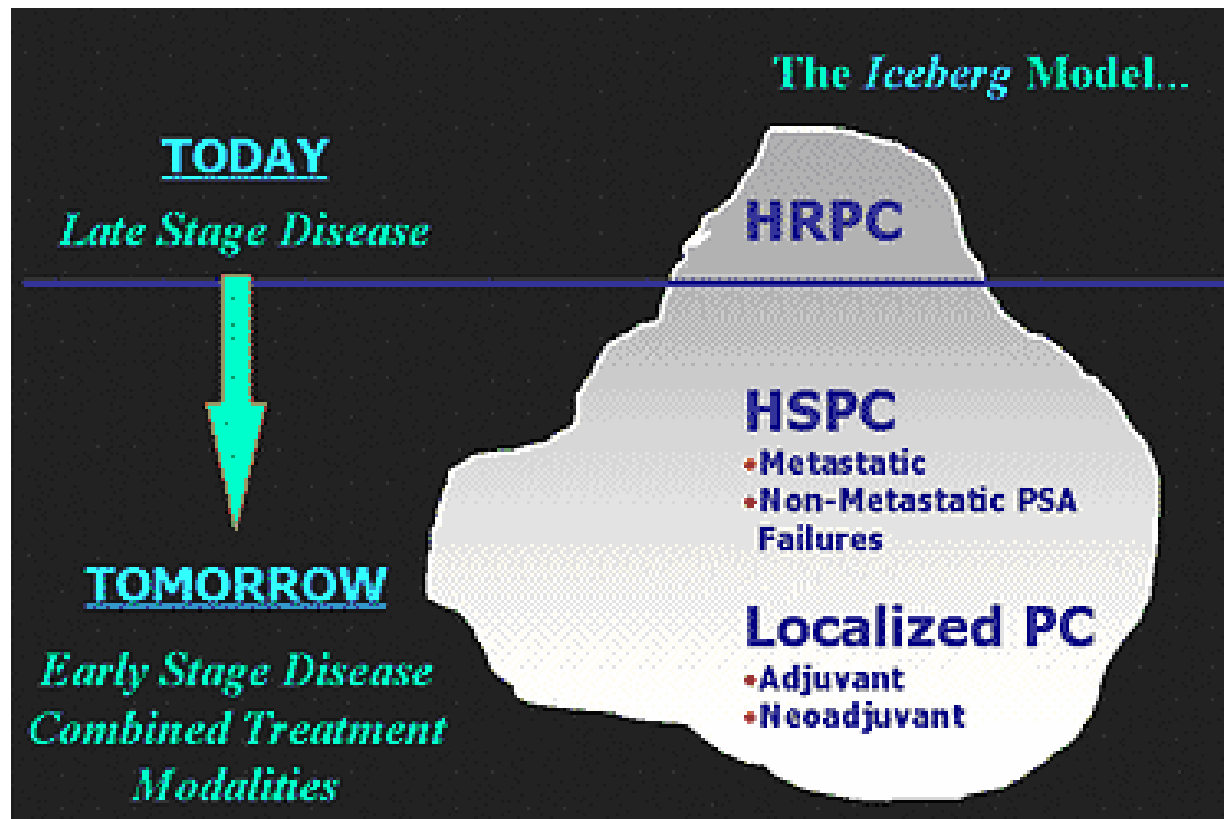 The Iceberg Model...
TODAY
Late Stage Disease
HRPC
HSPC
•Metastatic
•Non-Metastatic PSA
Failures
TOMORROW
Early Stage Disease
Combined Treatment
Modalities
Localized PC
•Adjuvant
•Neoadjuvant